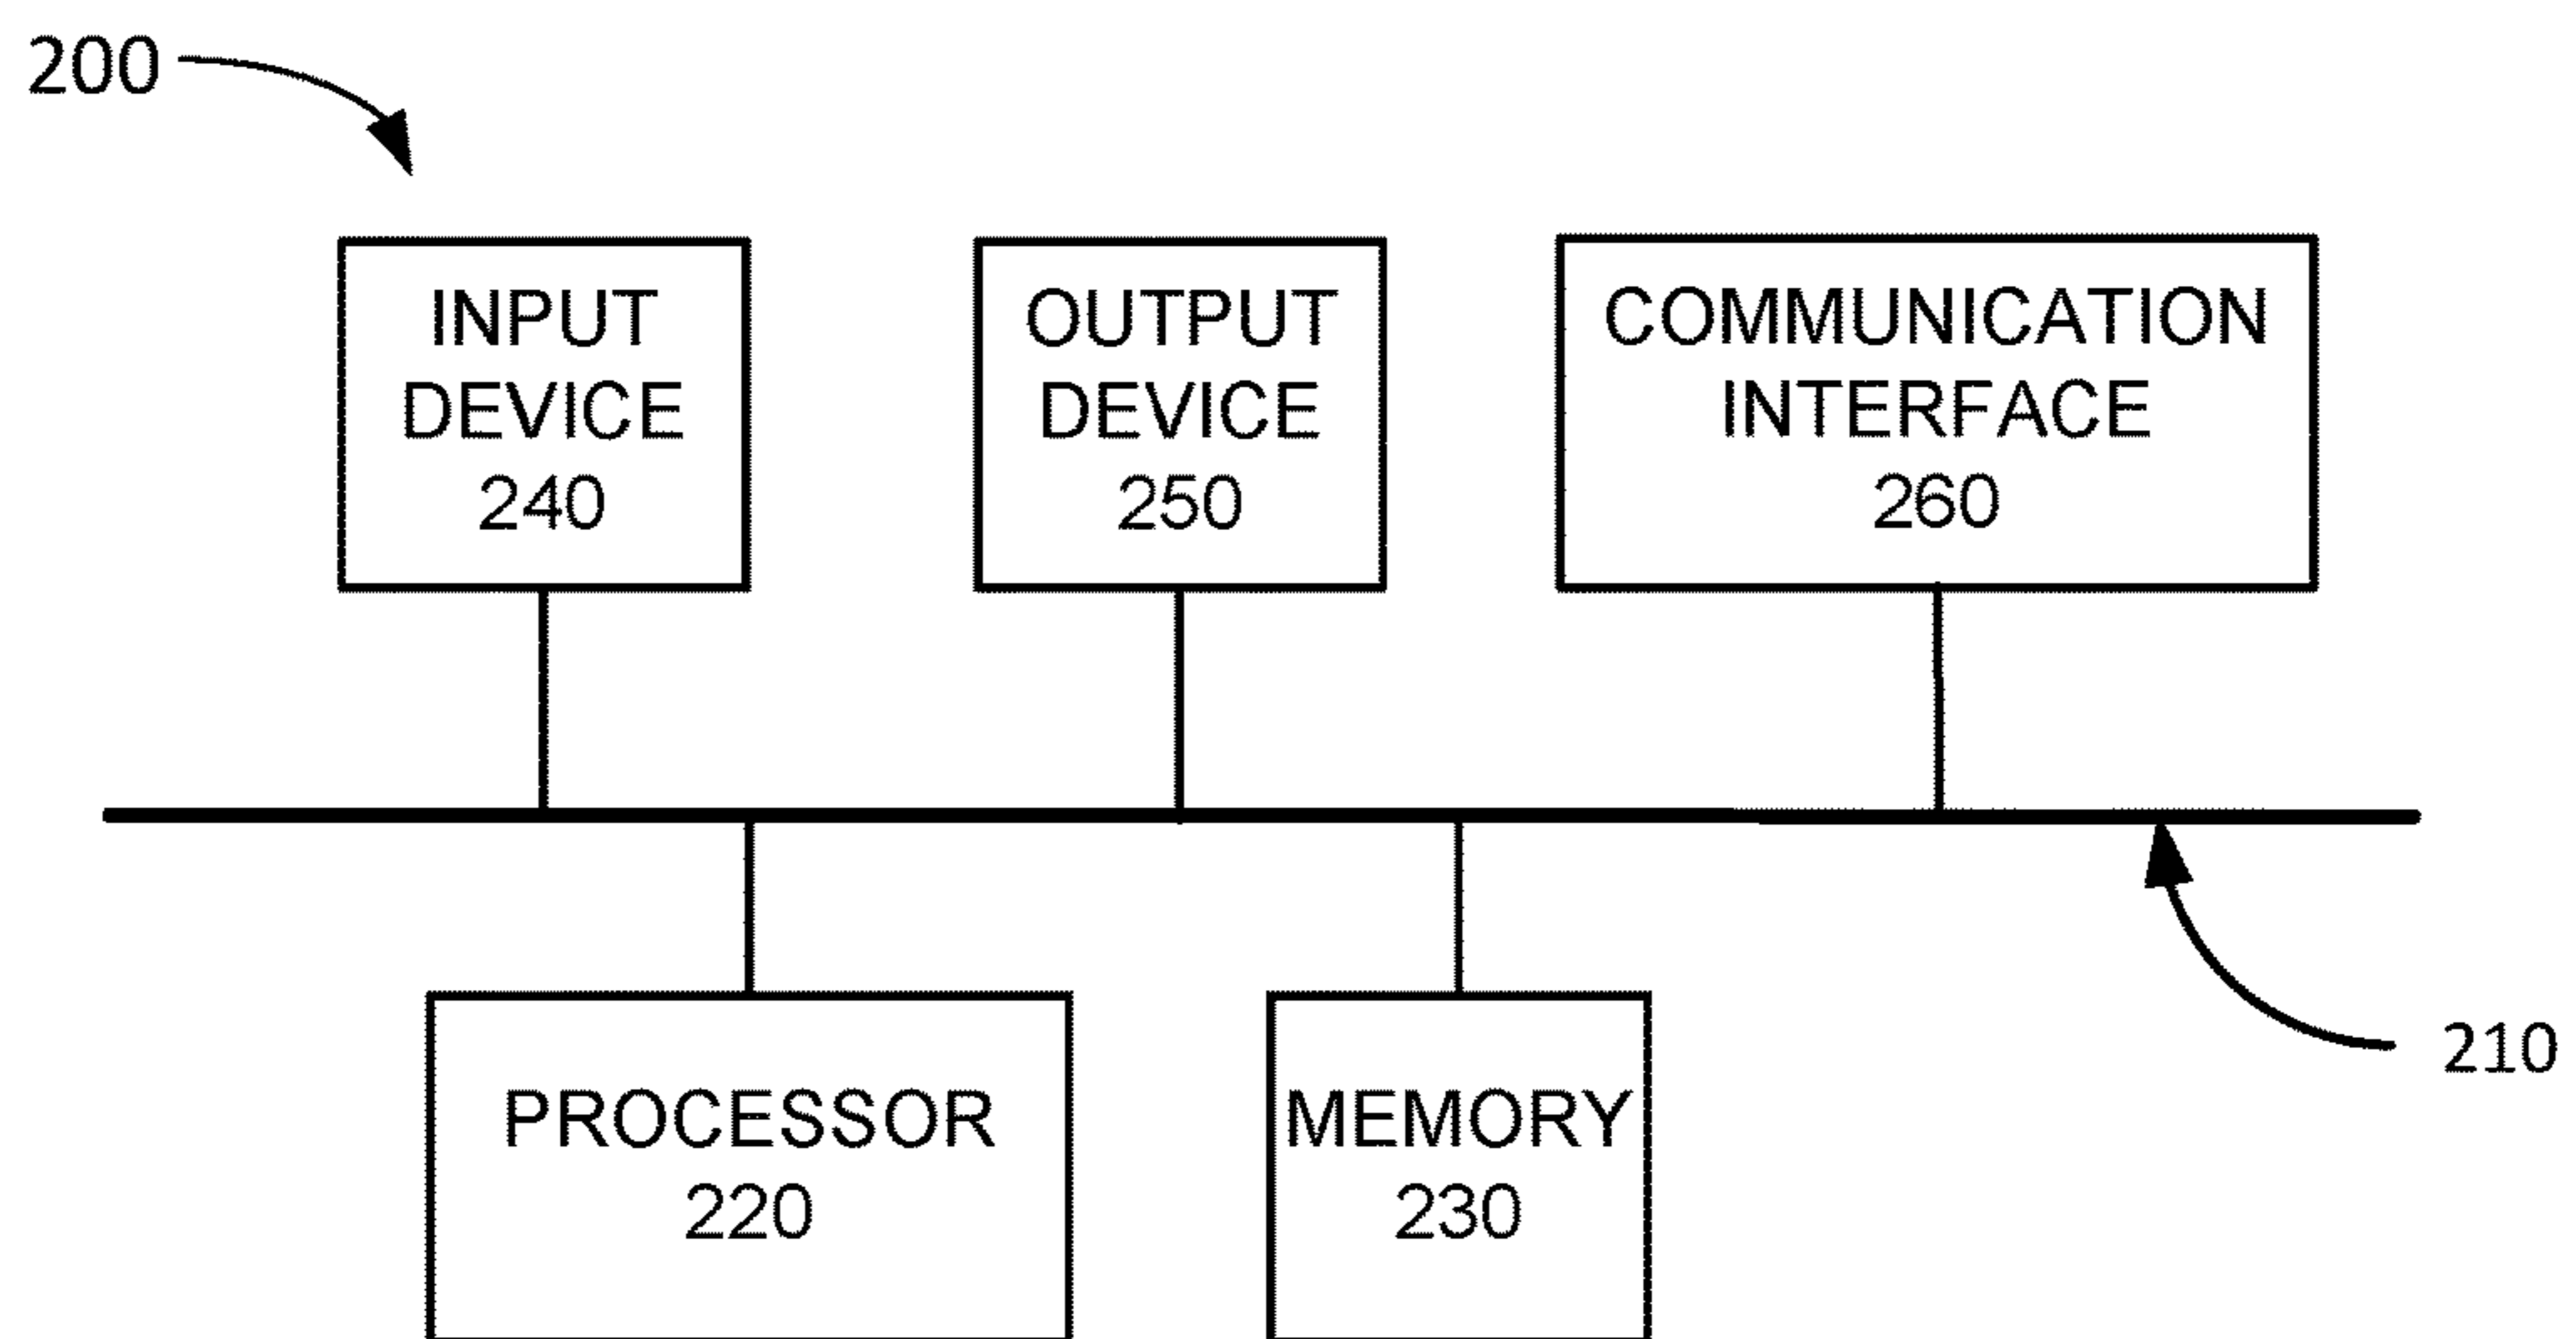 200
INPUT
DEVICE
240
OUTPUT
DEVICE
250
COMMUNICATION
INTERFACE
260
PROCESSOR
220
MEMORY
230
210